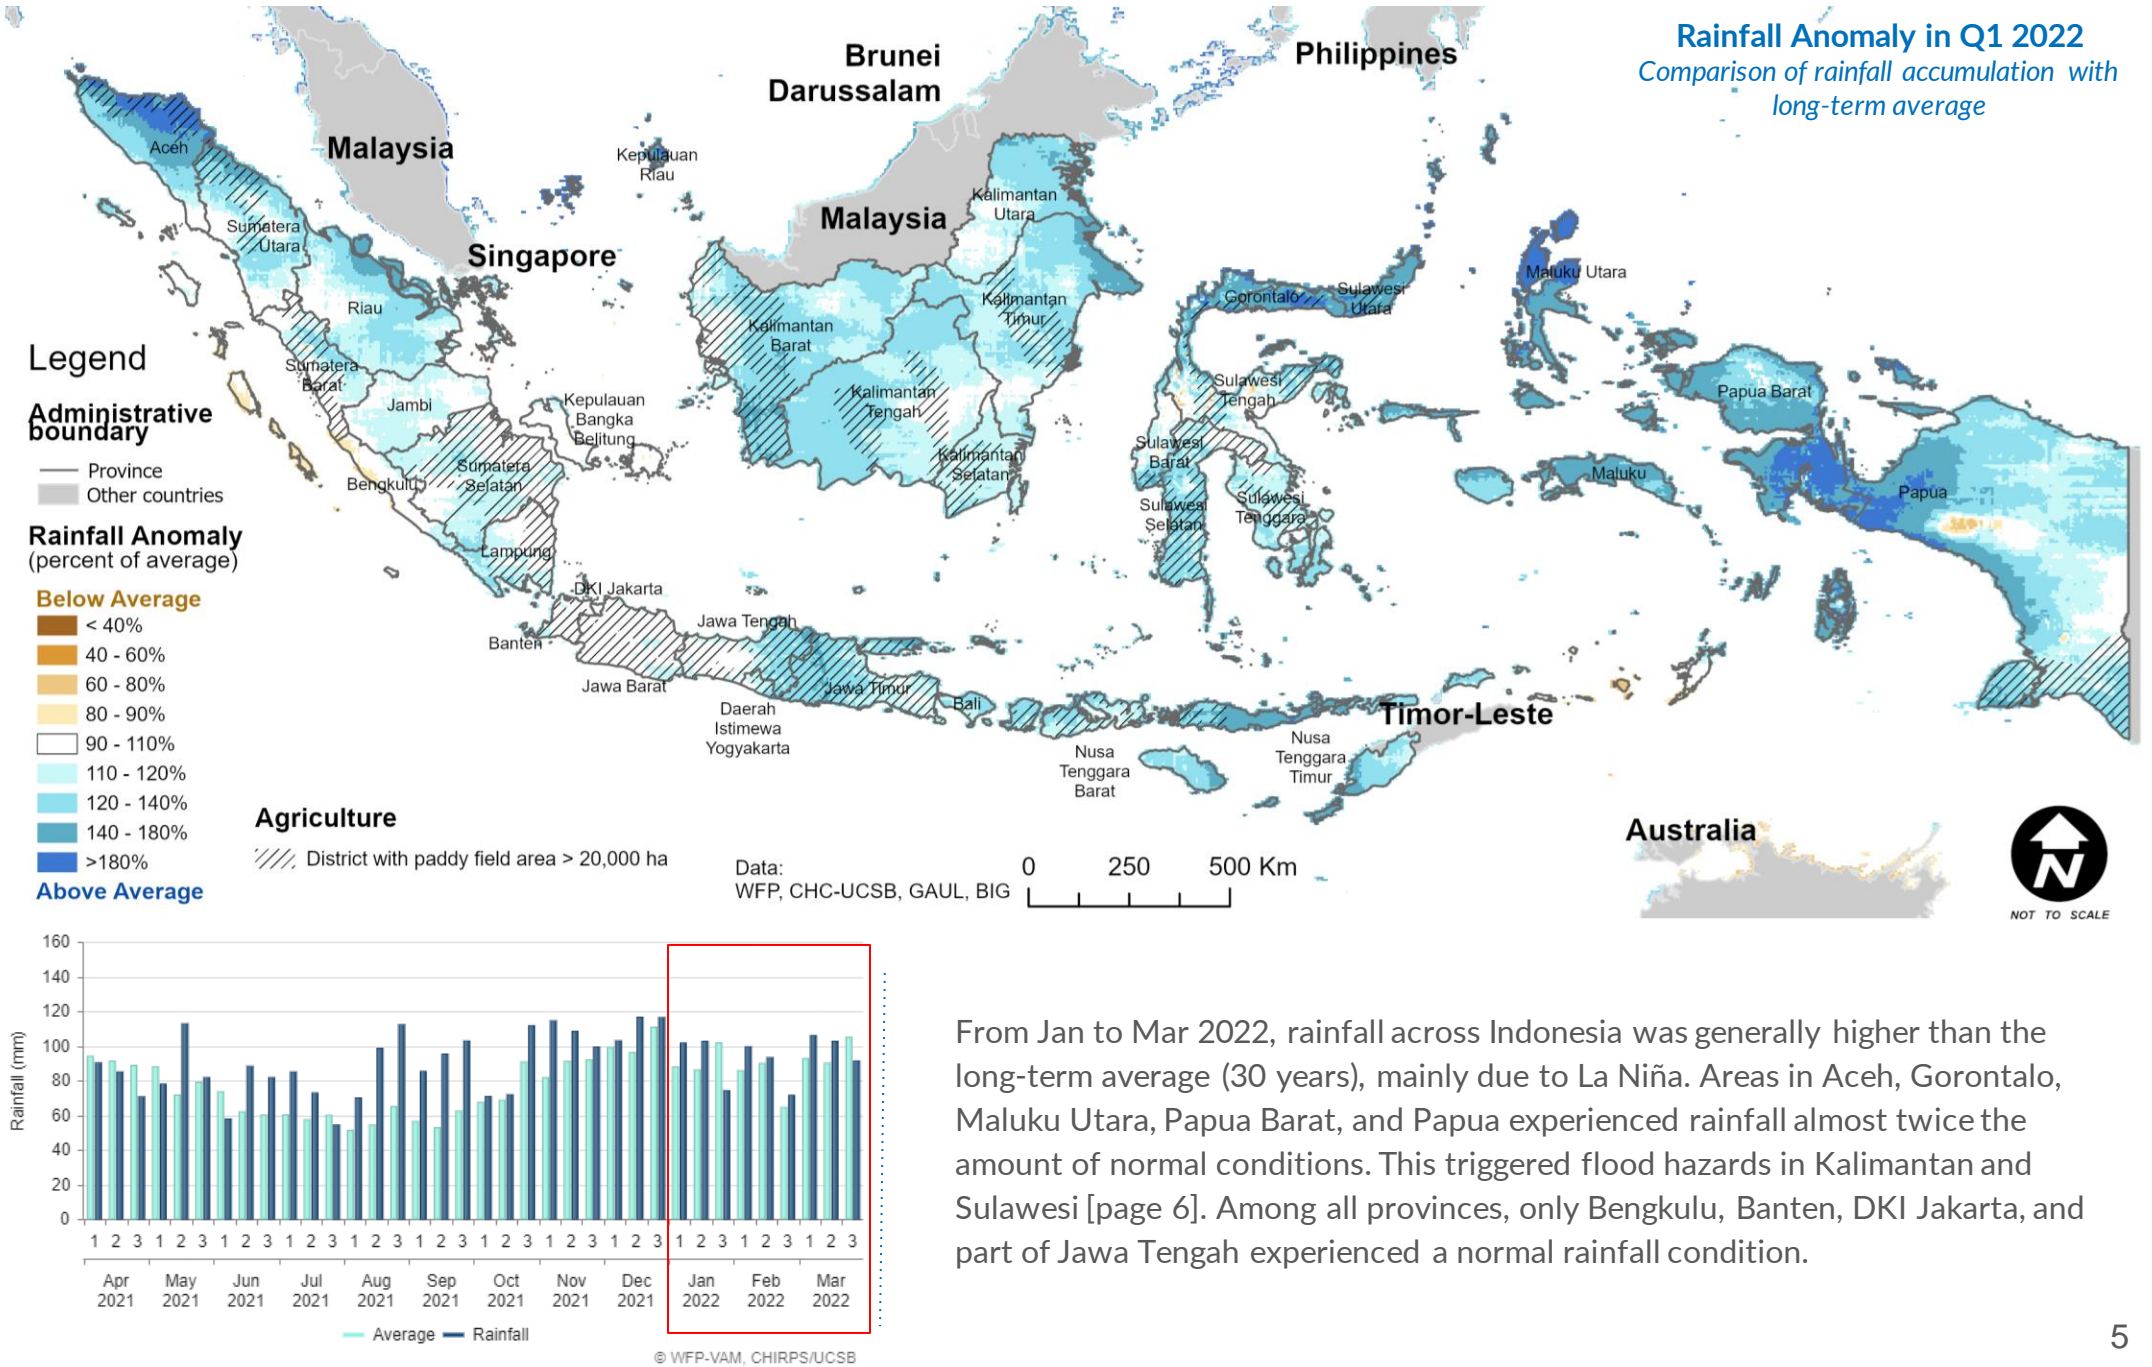 Rainfall Anomaly in Q1 2022
Comparison of rainfall accumulation with
long-term average
Brunei
Darussalam
Philippines
Malaysia
Kepulauan
Riau
Aceh
Malaysia
Kalimantan
Utara
Sumatera
Utara
Singapore
Riau
Kalimantan
Timur
Kalimantan
Barat
Gorontalo
Sulawesi
Utara
Maluku Utara
Sumatera
Barat
Jambi
Kepulauan
Bangka
Belitung
Kalimantan
Tengah
Sulawesi
Tengah
Papua Barat
Bengkulu
Sumatera
Selatan
Kalimantan
Selatan
Sulawesi
Barat
Sulawesi
Selatan
Sulawesi
Tenggara
Maluku
Papua
Lampung
DKI Jakarta
Banten
Jawa Barat
Jawa Tengah
Jawa Timur
Daerah
Istimewa
Yogyakarta
Bali
Nusa
Tenggara
Barat
Nusa
Tenggara
Timur
Timor-Leste
Australia
Legend
Administrative
boundary
Province
Other countries
Rainfall Anomaly
(percent of average)
Below Average
< 40%
40 - 60%
60 - 80%
80 - 90%
90 - 110%
110 - 120%
120 - 140%
140 - 180%
>180%
Above Average
Agriculture
District with paddy field area > 20,000 ha
Data:
WFP, CHC-UCSB, GAUL, BIG
0 250 500 Km
N
NOT TO SCALE
Rainfall (mm)
160
140
120
100
80
60
40
20
0
1 2 3 1 2 3 1 2 3 1 2 3 1 2 3 1 2 3 1 2 3 1 2 3 1 2 3 1 2 3 1 2 3 1 2 3
Apr May Jun Jul Aug Sep Oct Nov Dec Jan Feb Mar
2021 2021 2021 2021 2021 2021 2021 2021 2021 2022 2022 2022
Average Rainfall
© WFP-VAM, CHIRPS/UCSB
From Jan to Mar 2022, rainfall across Indonesia was generally higher than the
long-term average (30 years), mainly due to La Niña. Areas in Aceh, Gorontalo,
Maluku Utara, Papua Barat, and Papua experienced rainfall almost twice the
amount of normal conditions. This triggered flood hazards in Kalimantan and
Sulawesi [page 6]. Among all provinces, only Bengkulu, Banten, DKI Jakarta, and
part of Jawa Tengah experienced a normal rainfall condition.
5